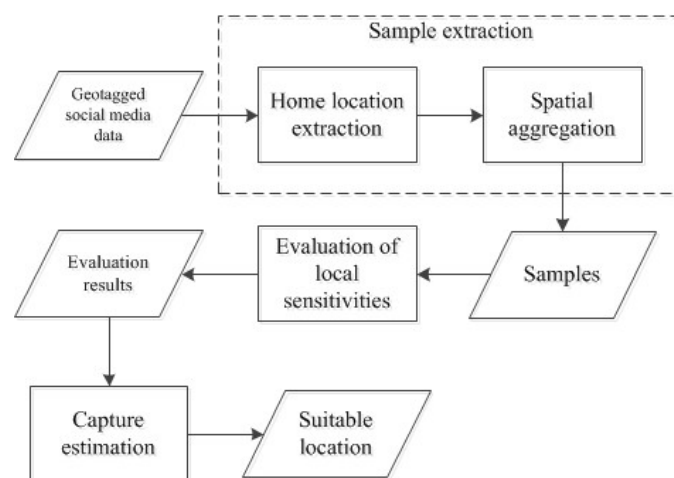 Sample extraction
Geotagged
social media
data
Home location
extraction
Spatial
aggregation
Evaluation
results
Evaluation of
local
sensitivities
Samples
Capture
estimation
Suitable
location